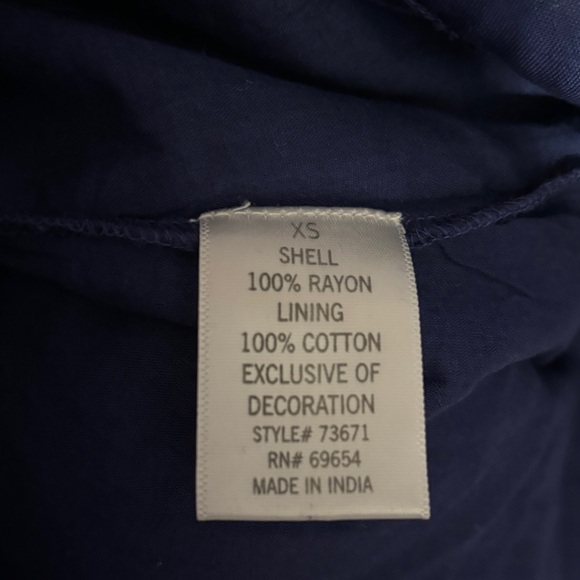 XS
SHELL
100% RAYON
LINING
100% COTTON
EXCLUSIVE OF
DECORATION
STYLE# 73671
RN# 69654
MADE IN INDIA